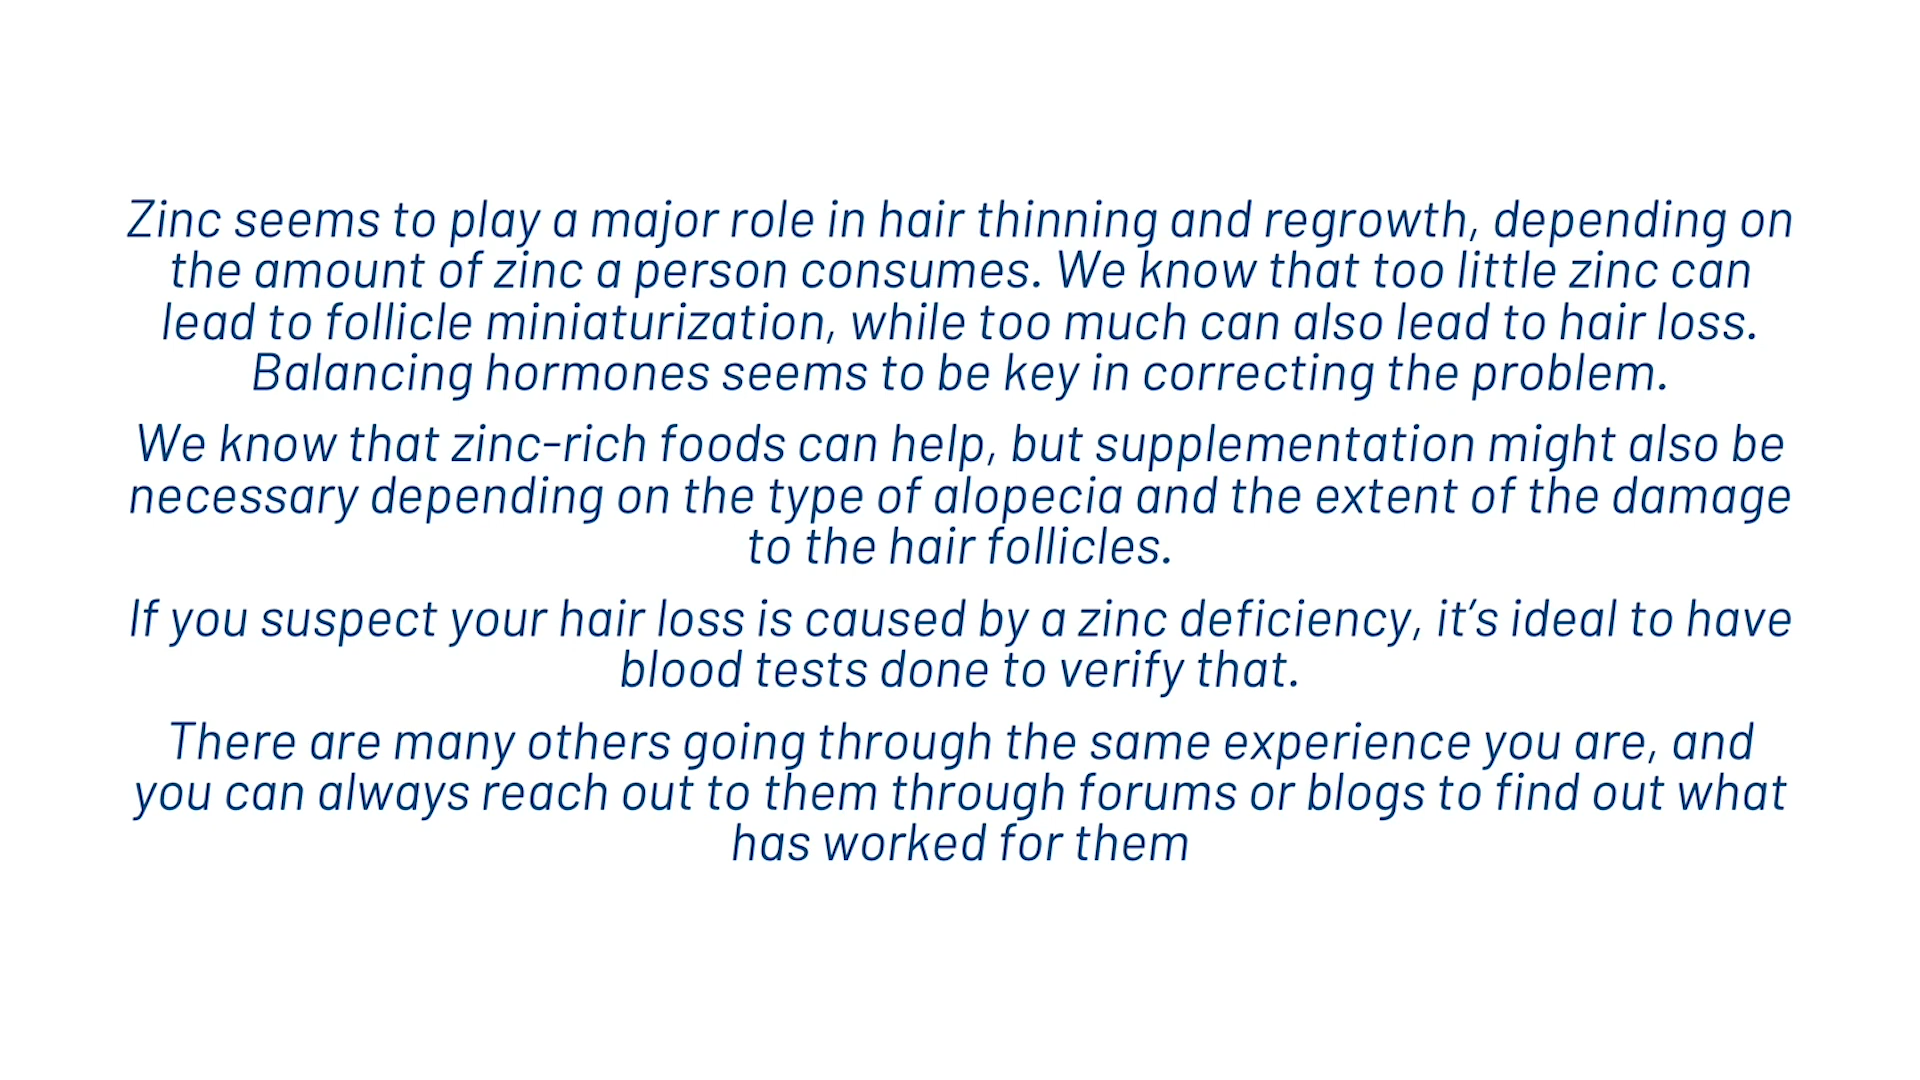 Zinc seems to play a major role in hair thinning and regrowth, depending on
the amount of zinc a person consumes. We know that too little zinc can
lead to follicle miniaturization, while too much can also lead to hair loss.
Balancing hormones seems to be key in correcting the problem.
We know that zinc-rich foods can help, but supplementation might also be
necessary depending on the type of alopecia and the extent of the damage
to the hair follicles.
If you suspect your hair loss is caused by a zinc deficiency, it’s ideal to have
blood tests done to verify that.
There are many others going through the same experience you are, and
you can always reach out to them through forums or blogs to find out what
has worked for them